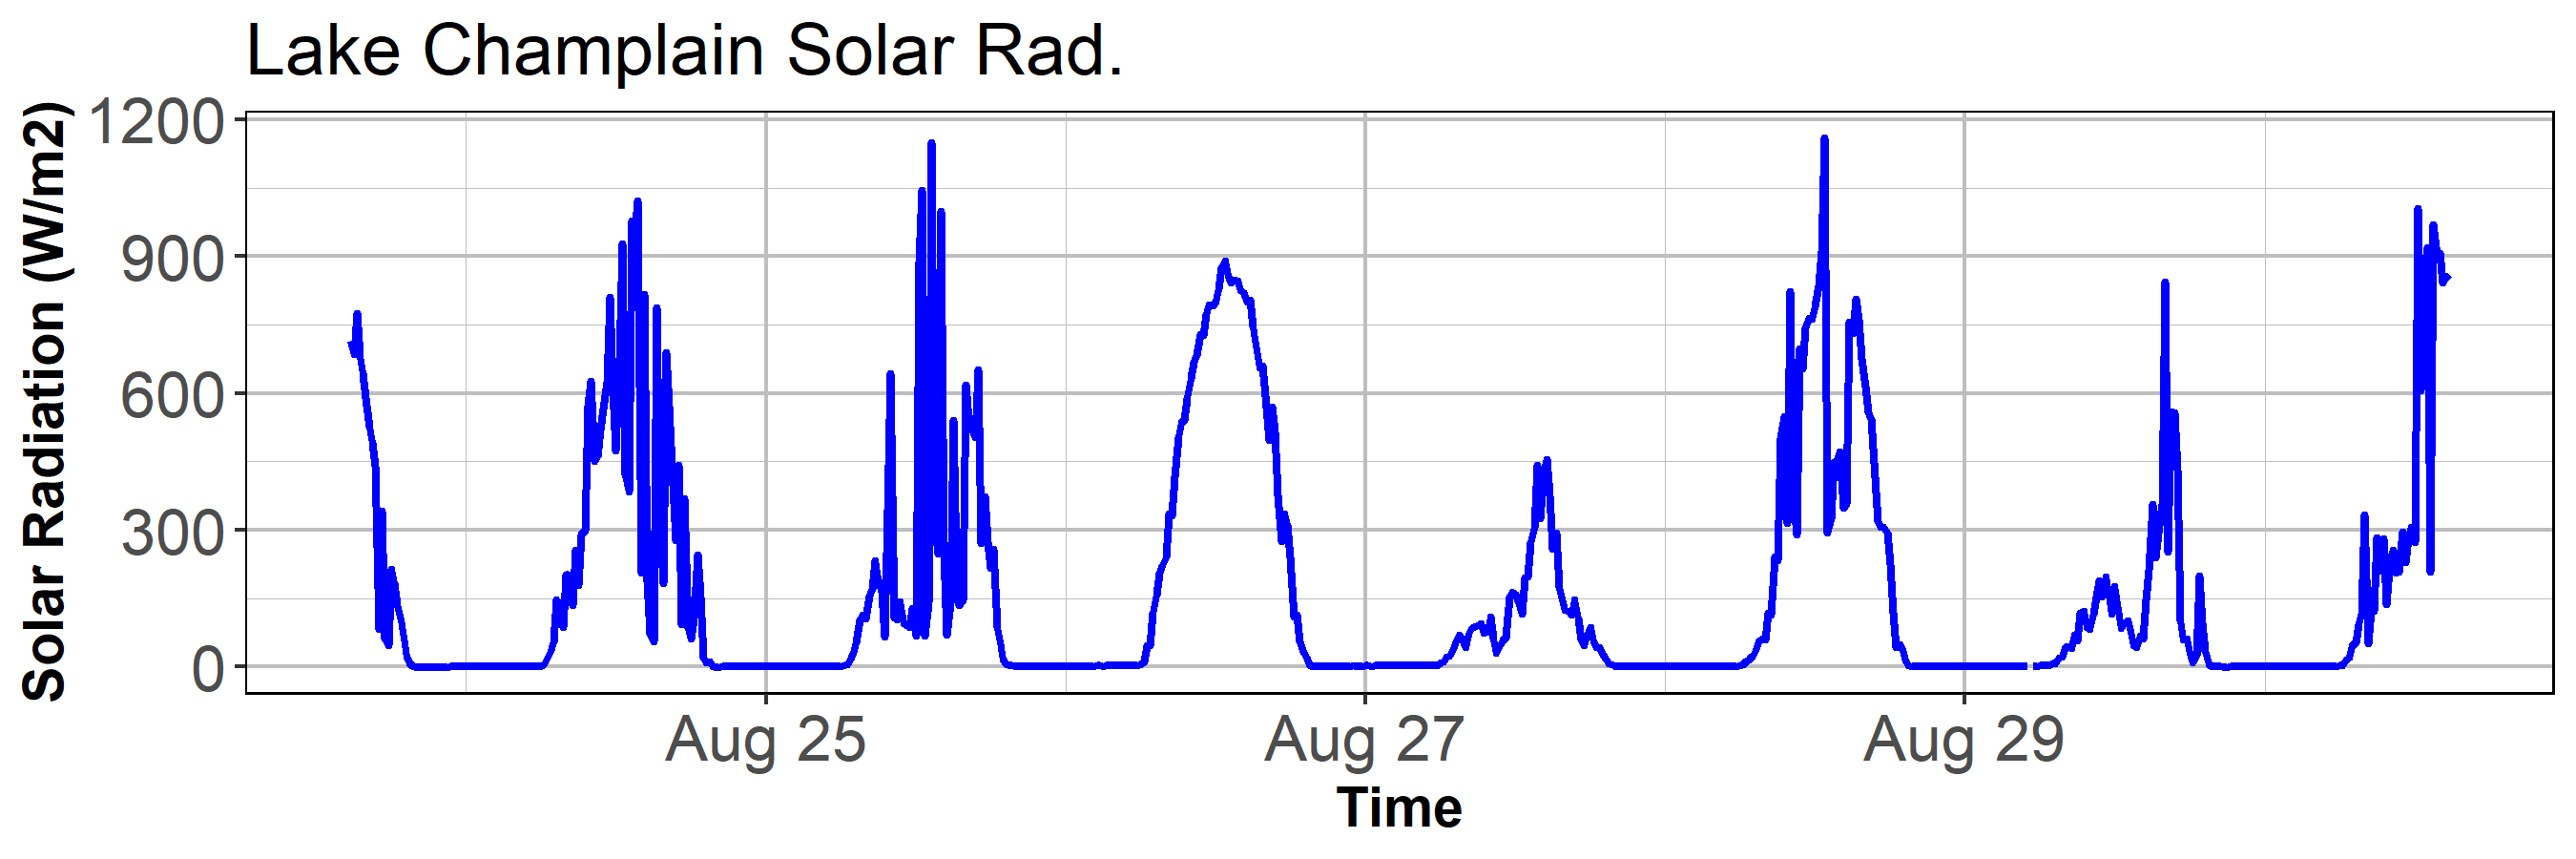 Lake Champlain Solar Rad.
Solar Radiation (W/m2)
1200
900
600
300
0
Aug 25 Aug 27 Aug 29
Time